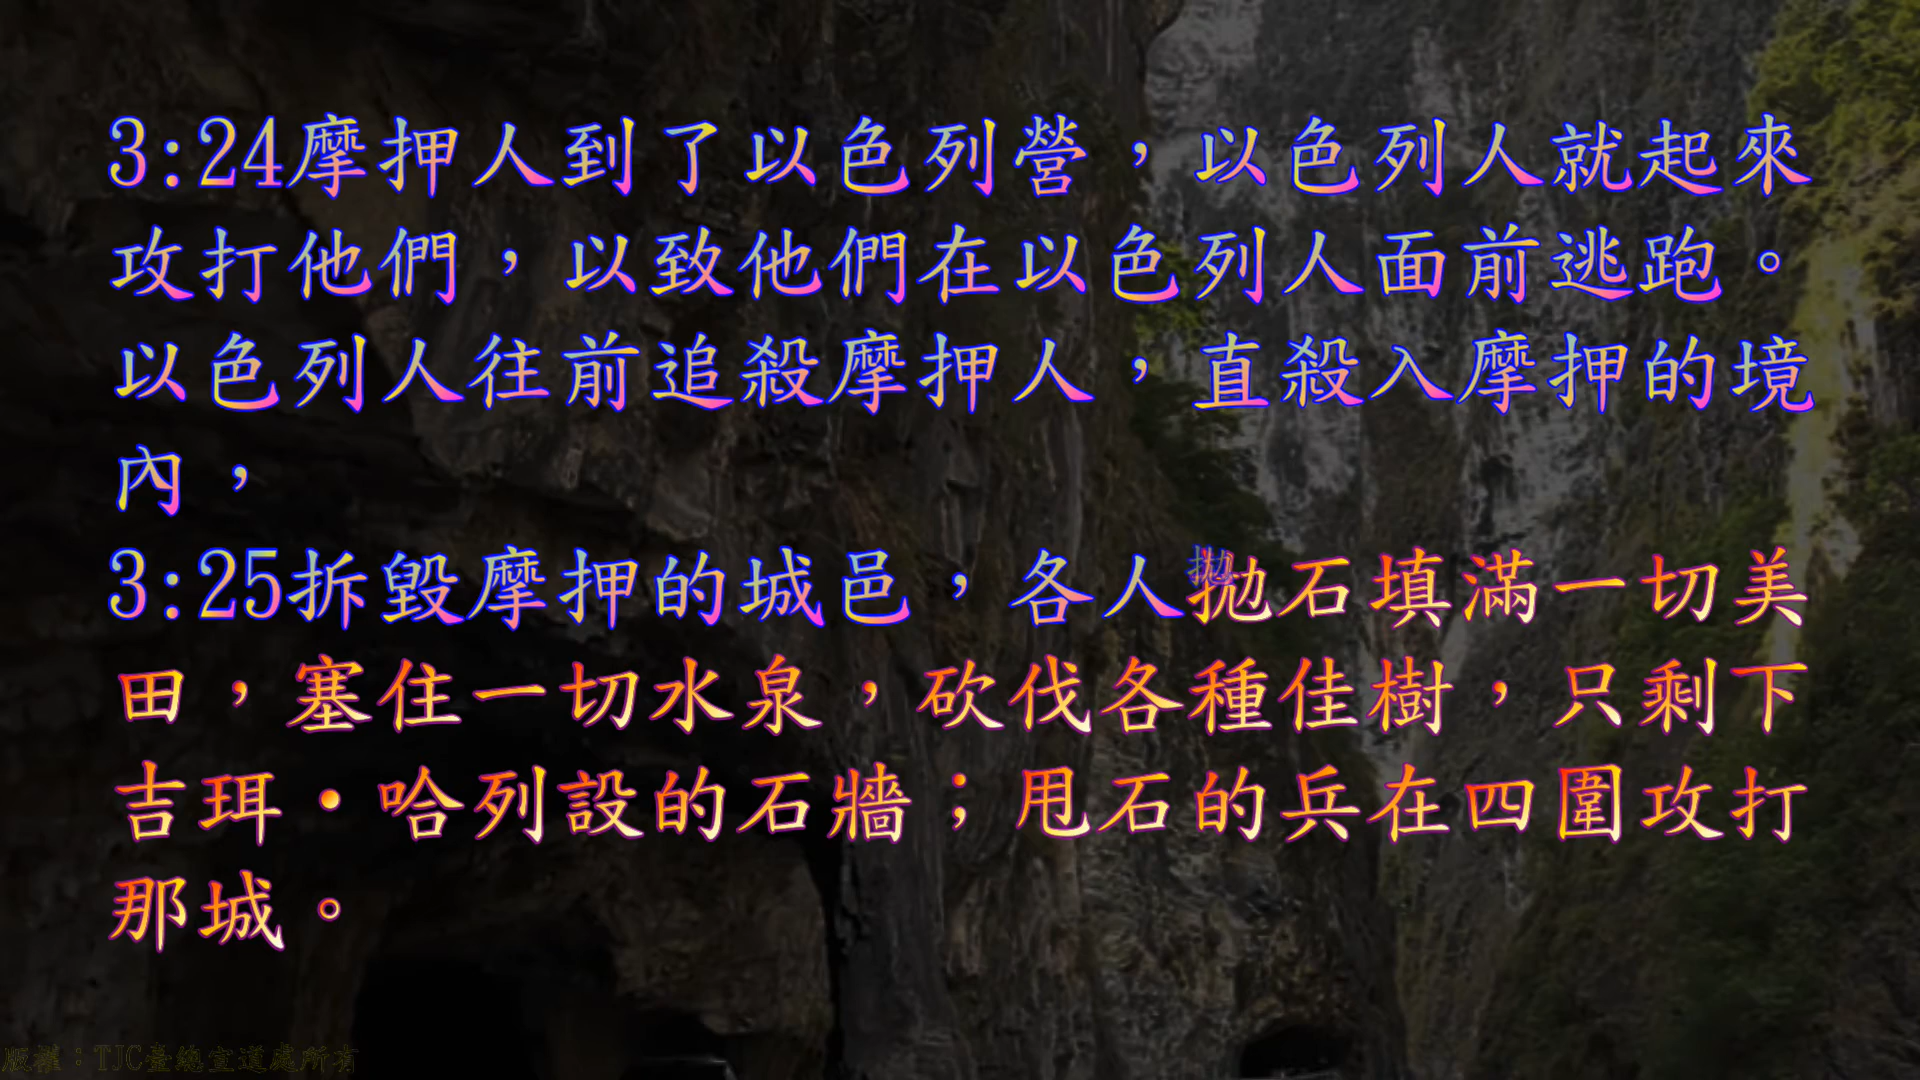 3:24摩押人到了以色列營，以色列人就起來
攻打他們，以致他們在以色列人面前逃跑。
以色列人往前追殺摩押人，直殺入摩押的境
內，
3:25拆毀摩押的城邑，各人拋石填滿一切美
田，塞住一切水泉，砍伐各種佳樹，只剩下
吉珥•哈列設的石牆；甩石的兵在四圍攻打
那城。
版權：TJC臺總宣道處所有